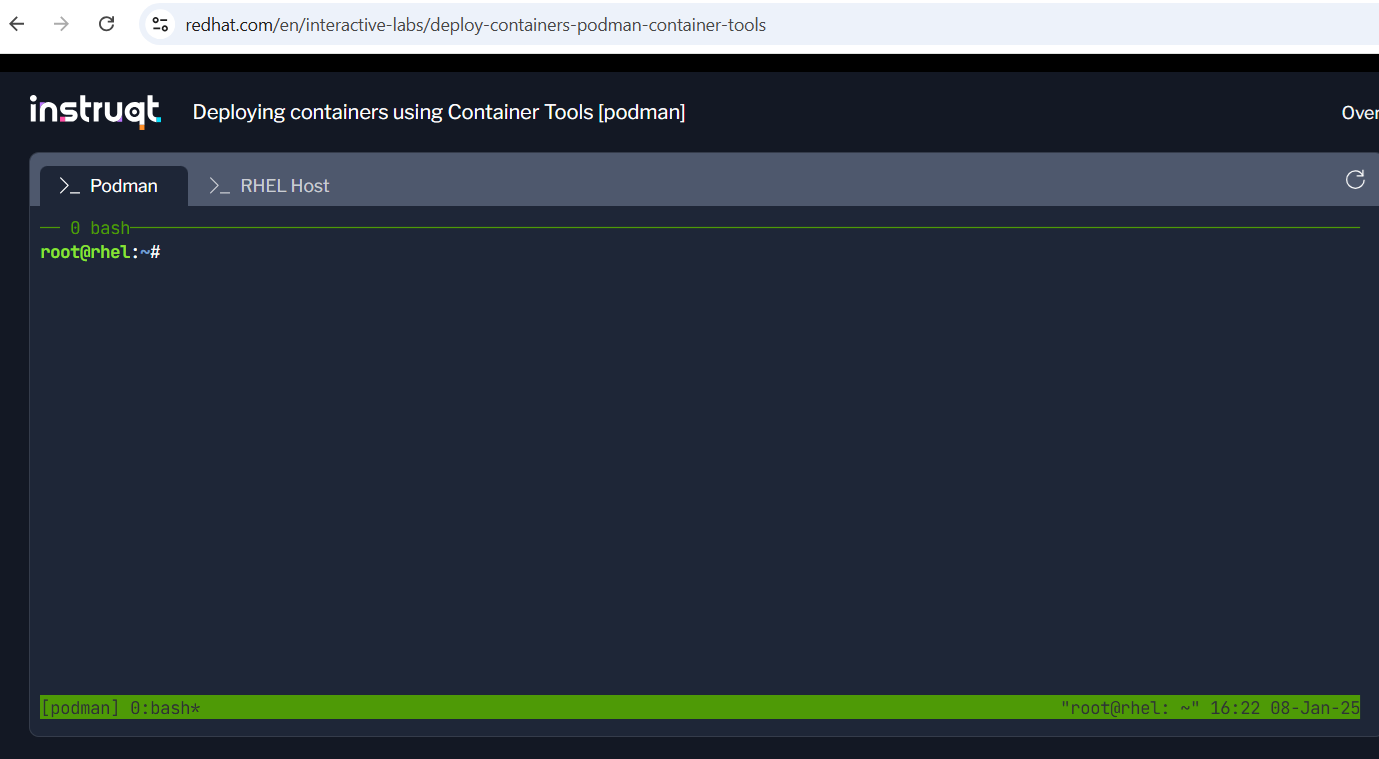 redhat.com/en/interactive-labs/deploy-containers-podman-container-tools
instruqt Deploying containers using Container Tools [podman] Over
>_ Podman >_ RHEL Host
0 bash
root@rhel:~#
[podman] 0:bash* "root@rhel: ~" 16:22 08-Jan-25